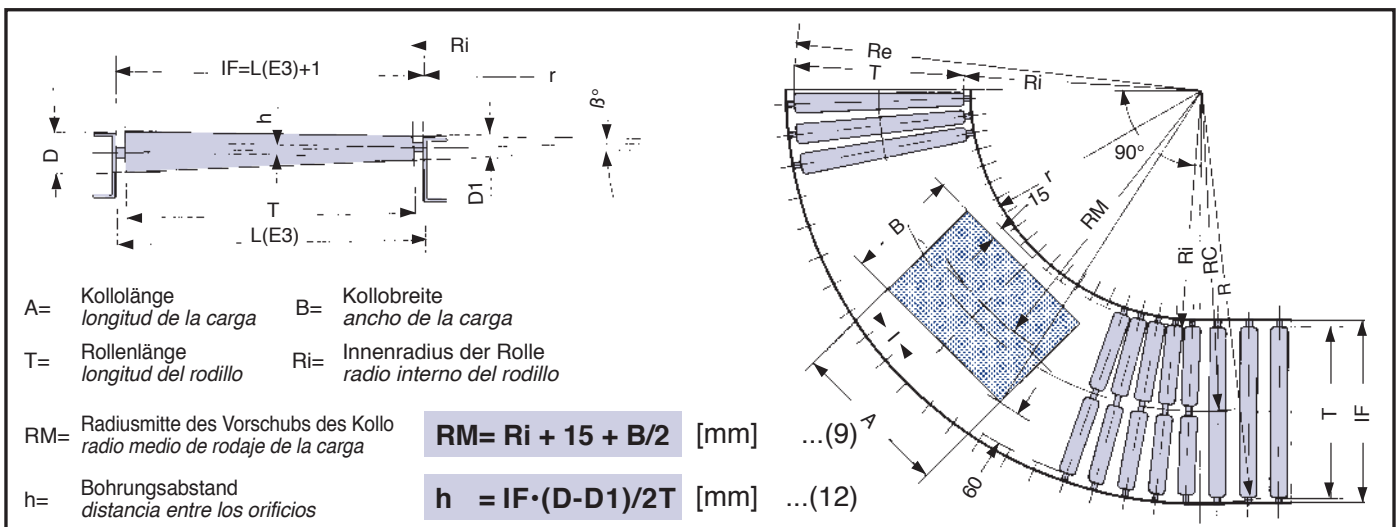 Ri
IF=L(E3)+1
r
h
ß°
D
D1
T
L(E3)
Re
T
Ri
90°
r
15
RM
B
Ri
RC
R
I
A
60
T
IF
A= Kollolänge
longitud de la carga
B= Kollobreite
ancho de la carga
T= Rollenlänge
longitud del rodillo
Ri= Innenradius der Rolle
radio interno del rodillo
RM= Radiusmitte des Vorschubs des Kollo
radio medio de rodaje de la carga
RM= Ri + 15 + B/2 [mm] ...(9)
h= Bohrungsabstand
distancia entre los orificios
h = IF•(D-D1)/2T [mm] ...(12)